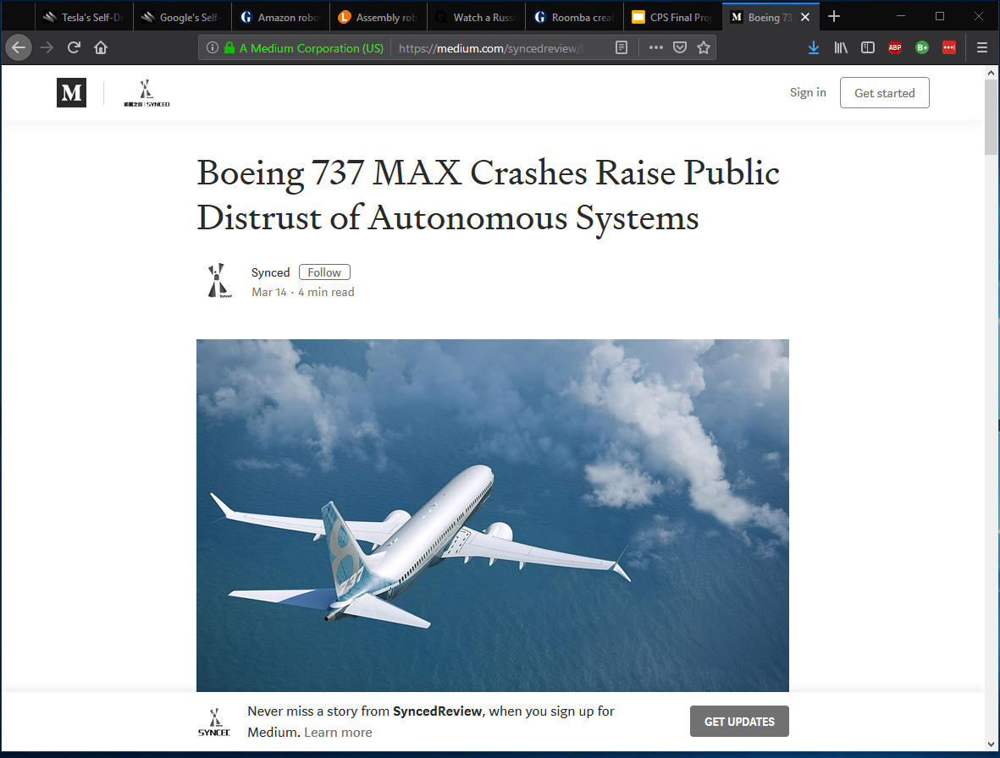 Tesla's Self-Dr Google's Self- Amazon robo Assembly rob Watch a Russi Roomba creat CPS Final Proj Boeing 73
A Medium Corporation (US) https://medium.com/syncedreview/
ABP B+
M SYNCED Sign in Get started
Boeing 737 MAX Crashes Raise Public
Distrust of Autonomous Systems
Synced Follow
Mar 14 · 4 min read
8
Never miss a story from SyncedReview, when you sign up for
Medium. Learn more
SYNCED
GET UPDATES